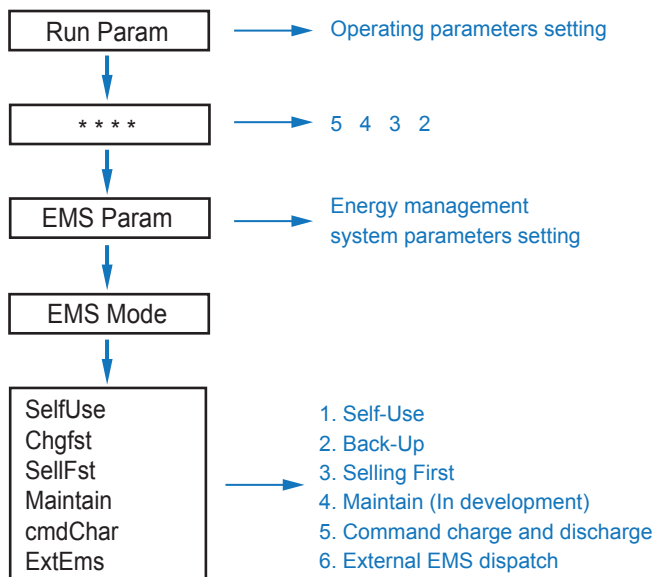 Run Param
Operating parameters setting
* * * *
5 4 3 2
EMS Param
Energy management
system parameters setting
EMS Mode
SelfUse
Chgfst
SellFst
Maintain
cmdChar
ExtEms
1. Self-Use
2. Back-Up
3. Selling First
4. Maintain (In development)
5. Command charge and discharge
6. External EMS dispatch